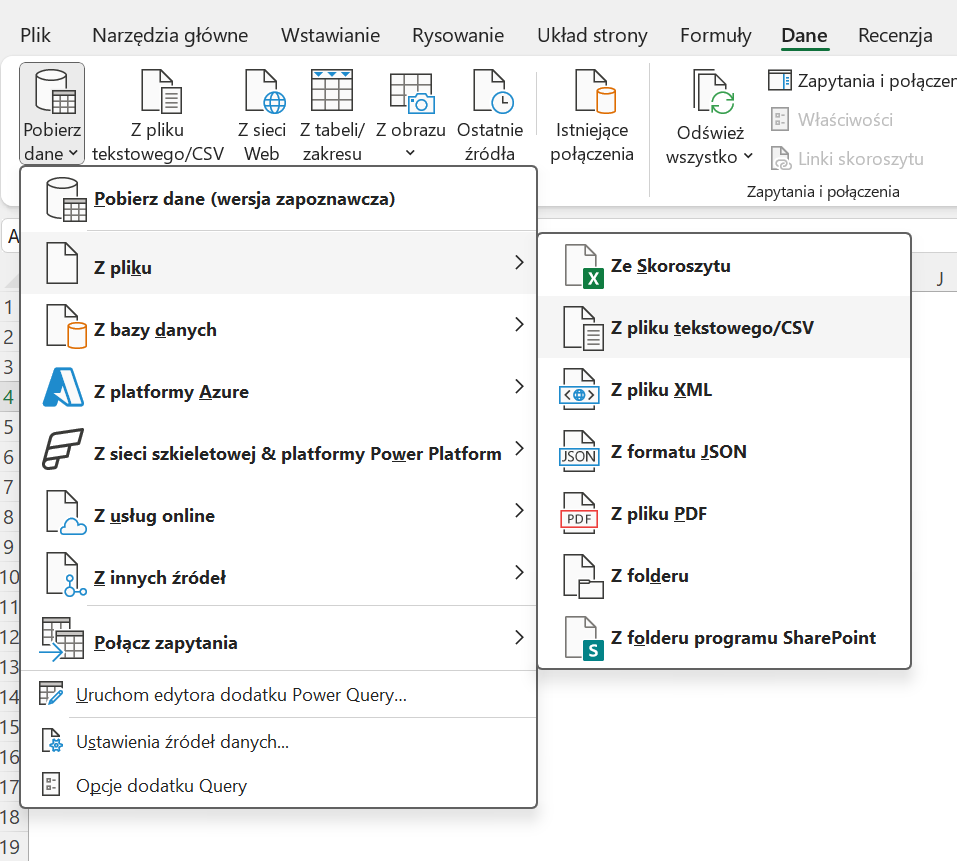 Plik Narzędzia główne Wstawianie Rysowanie Układ strony Formuły Dane Recenzja
Pobierz dane
Z pliku tekstowego/CSV
Z sieci Web
Z tabeli/ zakresu
Z obrazu
Ostatnie źródła
Istniejące połączenia
Odśwież wszystko
Zapytania i połączen
Właściwości
Linki skoroszytu
Zapytania i połączenia
Pobierz dane (wersja zapoznawcza)
Z pliku
Z bazy danych
Z platformy Azure
Z sieci szkieletowej & platformy Power Platform
Z usług online
Z innych źródeł
Połącz zapytania
Uruchom edytora dodatku Power Query...
Ustawienia źródeł danych...
Opcje dodatku Query
Ze Skoroszytu
Z pliku tekstowego/CSV
Z pliku XML
JSON
Z formatu JSON
PDF
Z pliku PDF
Z folderu
Z folderu programu SharePoint
X
S
A
J
1
2
3
4
5
6
7
8
9
10
11
12
13
14
15
16
17
18
19